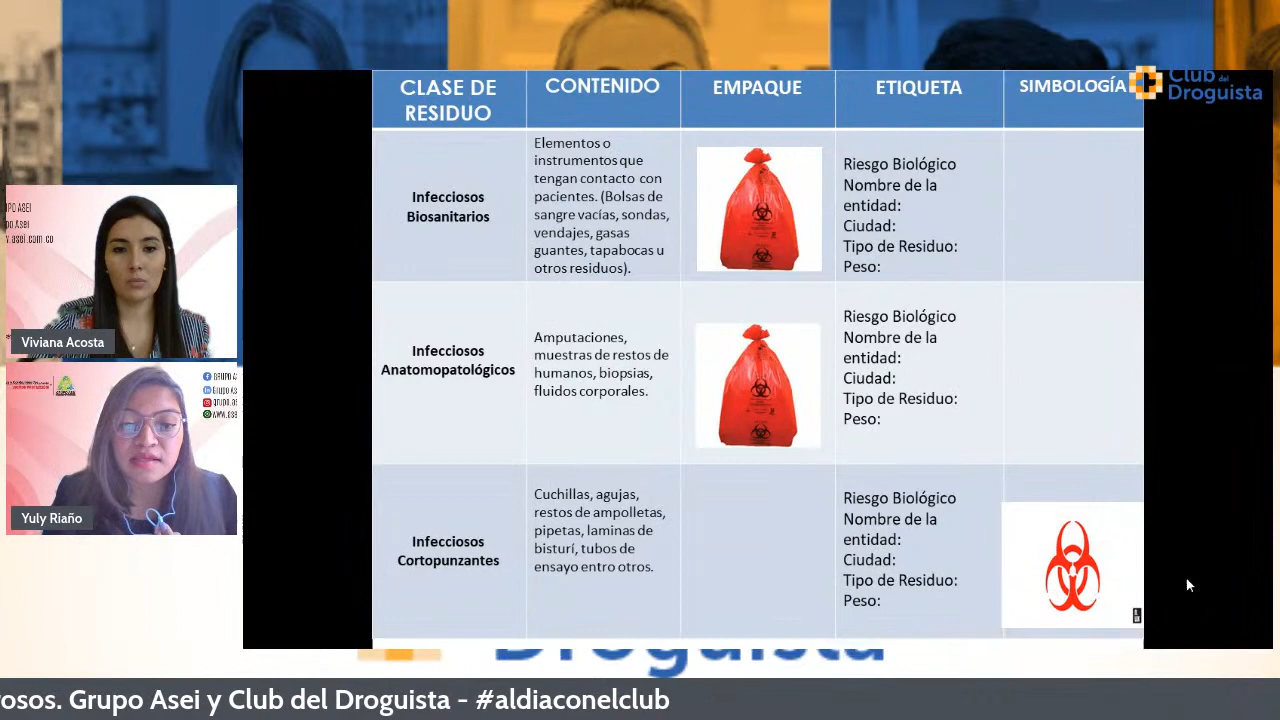 CLASE DE
RESIDUO
CONTENIDO
EMPAQUE
ETIQUETA
SIMBOLOGÍA
Club del
Droguista
Infecciosos
Biosanitarios
Elementos o
instrumentos que
tengan contacto con
pacientes. (Bolsas de
sangre vacías, sondas,
vendajes, gasas
guantes, tapabocas u
otros residuos).
Riesgo Biológico
Nombre de la
entidad:
Ciudad:
Tipo de Residuo:
Peso:
Infecciosos
Anatomopatológicos
Amputaciones,
muestras de restos de
humanos, biopsias,
fluidos corporales.
Riesgo Biológico
Nombre de la
entidad:
Ciudad:
Tipo de Residuo:
Peso:
Infecciosos
Cortopunzantes
Cuchillas, agujas,
restos de ampolletas,
pipetas, laminas de
bisturí, tubos de
ensayo entro otros.
Riesgo Biológico
Nombre de la
entidad:
Ciudad:
Tipo de Residuo:
Peso:
Viviana Acosta
Yuly Riaño
Droguista
rosos. Grupo Asei y Club del Droguista - #aldiaconelclub